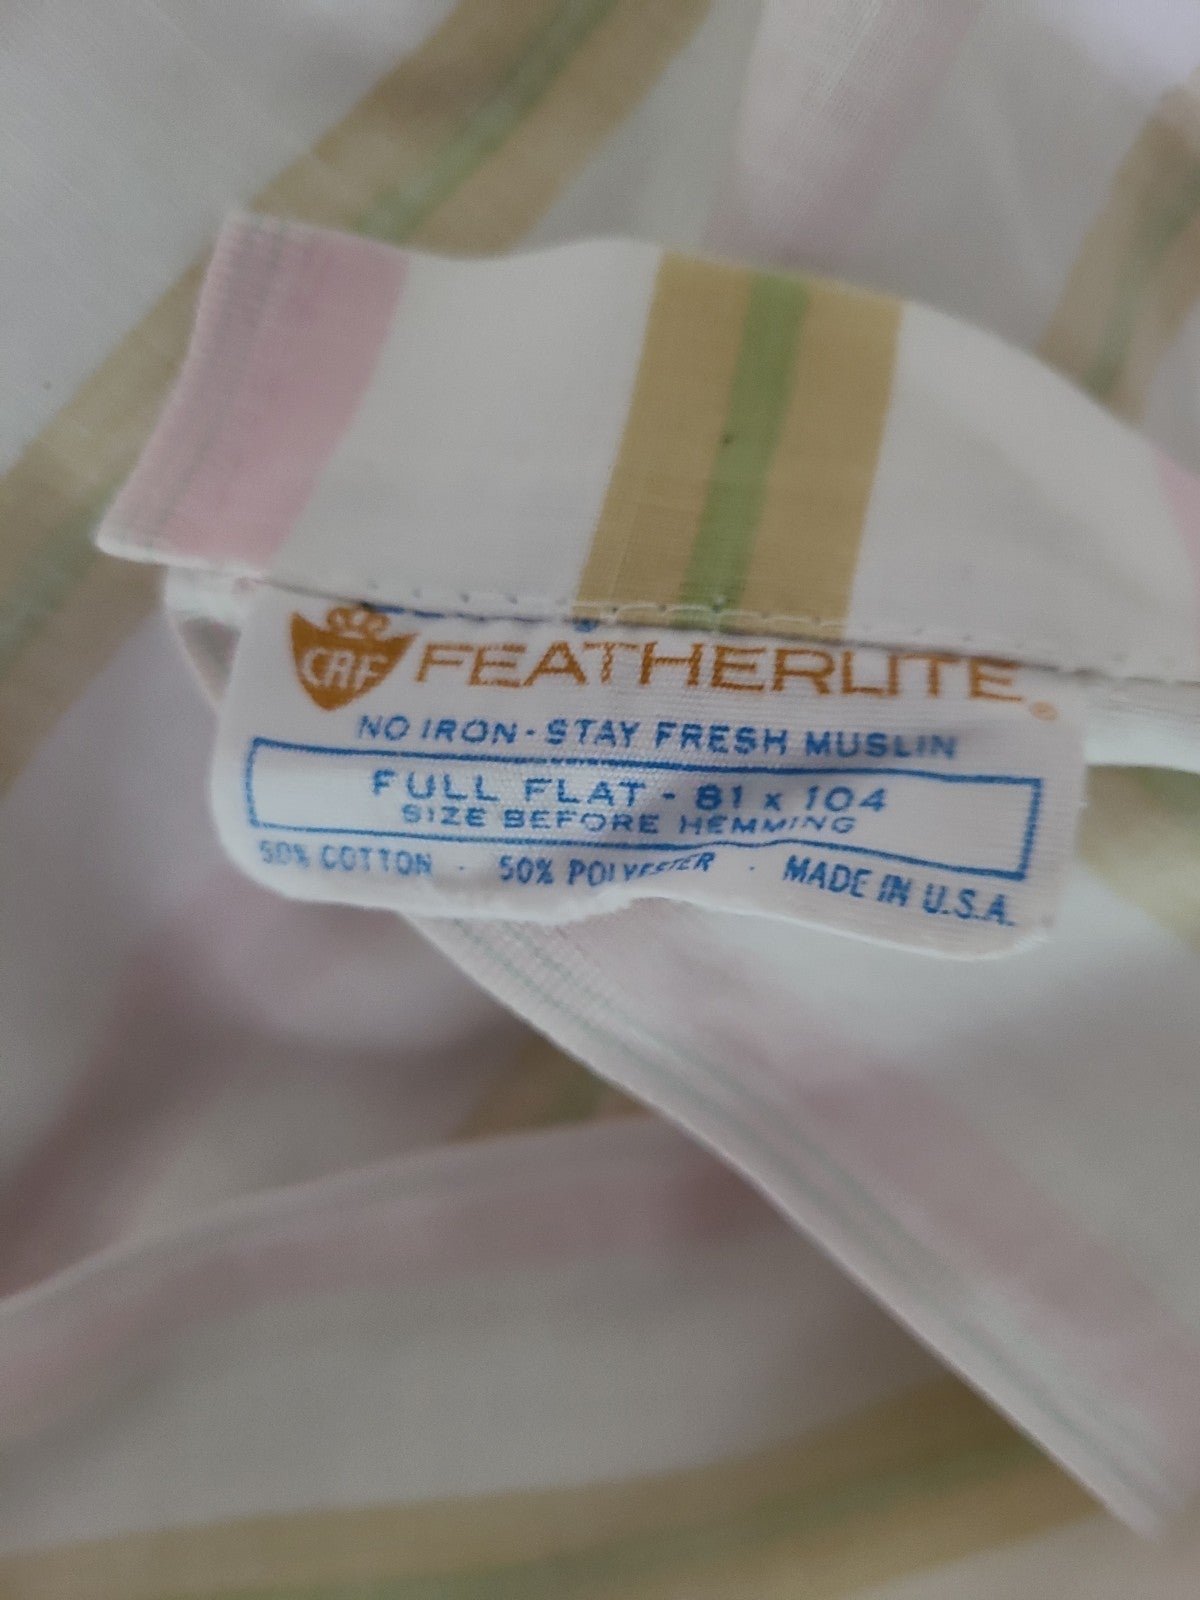 CRF FEATHERLITE®
NO IRON - STAY FRESH MUSLIN
FULL FLAT - 81 x 104
SIZE BEFORE HEMMING
50% COTTON · 50% POLYESTER · MADE IN U.S.A.